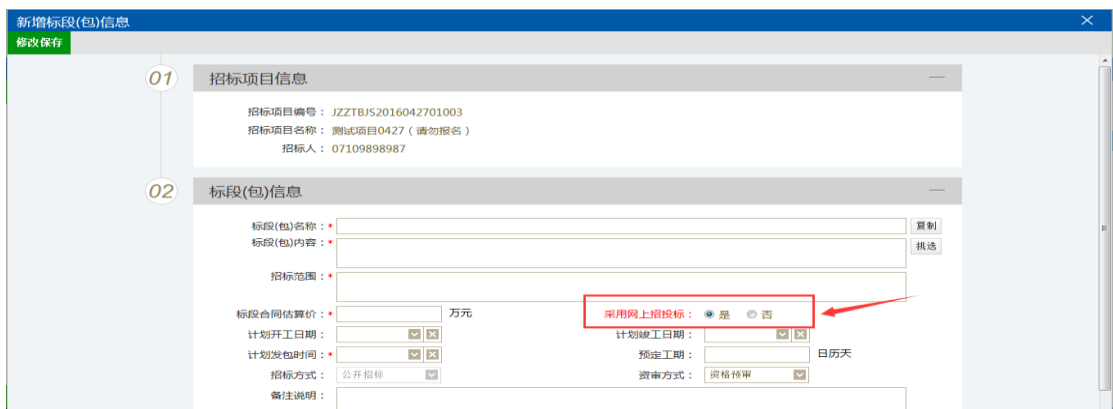 新增标段(包)信息
修改保存
01 招标项目信息
招标项目编号： JZZTBJS2016042701003
招标项目名称： 测试项目0427（请勿报名）
招标人： 07109898987
02 标段(包)信息
标段(包)名称：* 复制
标段(包)内容：* 挑选
招标范围：*
标段合同估算价：* 万元 采用网上招投标： 是 否
计划开工日期： 计划竣工日期：
计划发包时间：* 预定工期： 日历天
招标方式： 公开招标 资审方式： 资格预审
备注说明：